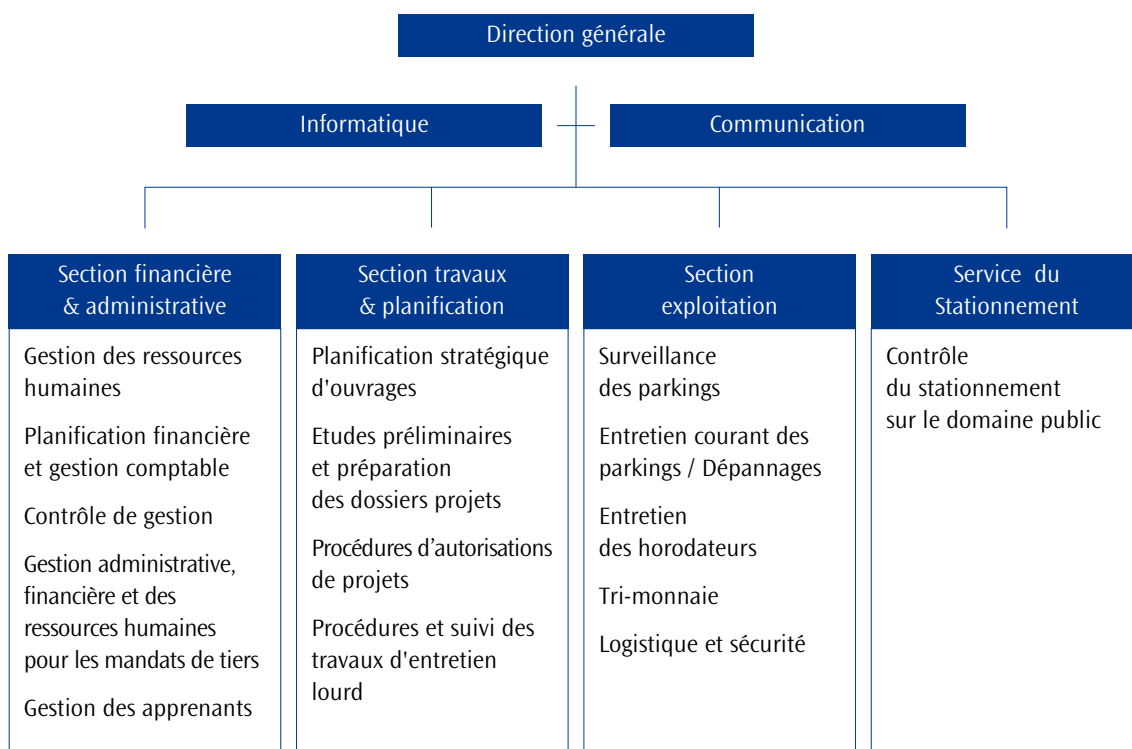 Direction générale
Informatique
Communication
Section financière
& administrative
Gestion des ressources
humaines
Planification financière
et gestion comptable
Contrôle de gestion
Gestion administrative,
financière et des
ressources humaines
pour les mandats de tiers
Gestion des apprenants
Section travaux
& planification
Planification stratégique
d'ouvrages
Etudes préliminaires
et préparation
des dossiers projets
Procédures d’autorisations
de projets
Procédures et suivi des
travaux d'entretien
lourd
Section
exploitation
Surveillance
des parkings
Entretien courant des
parkings / Dépannages
Entretien
des horodateurs
Tri-monnaie
Logistique et sécurité
Service du
Stationnement
Contrôle
du stationnement
sur le domaine public